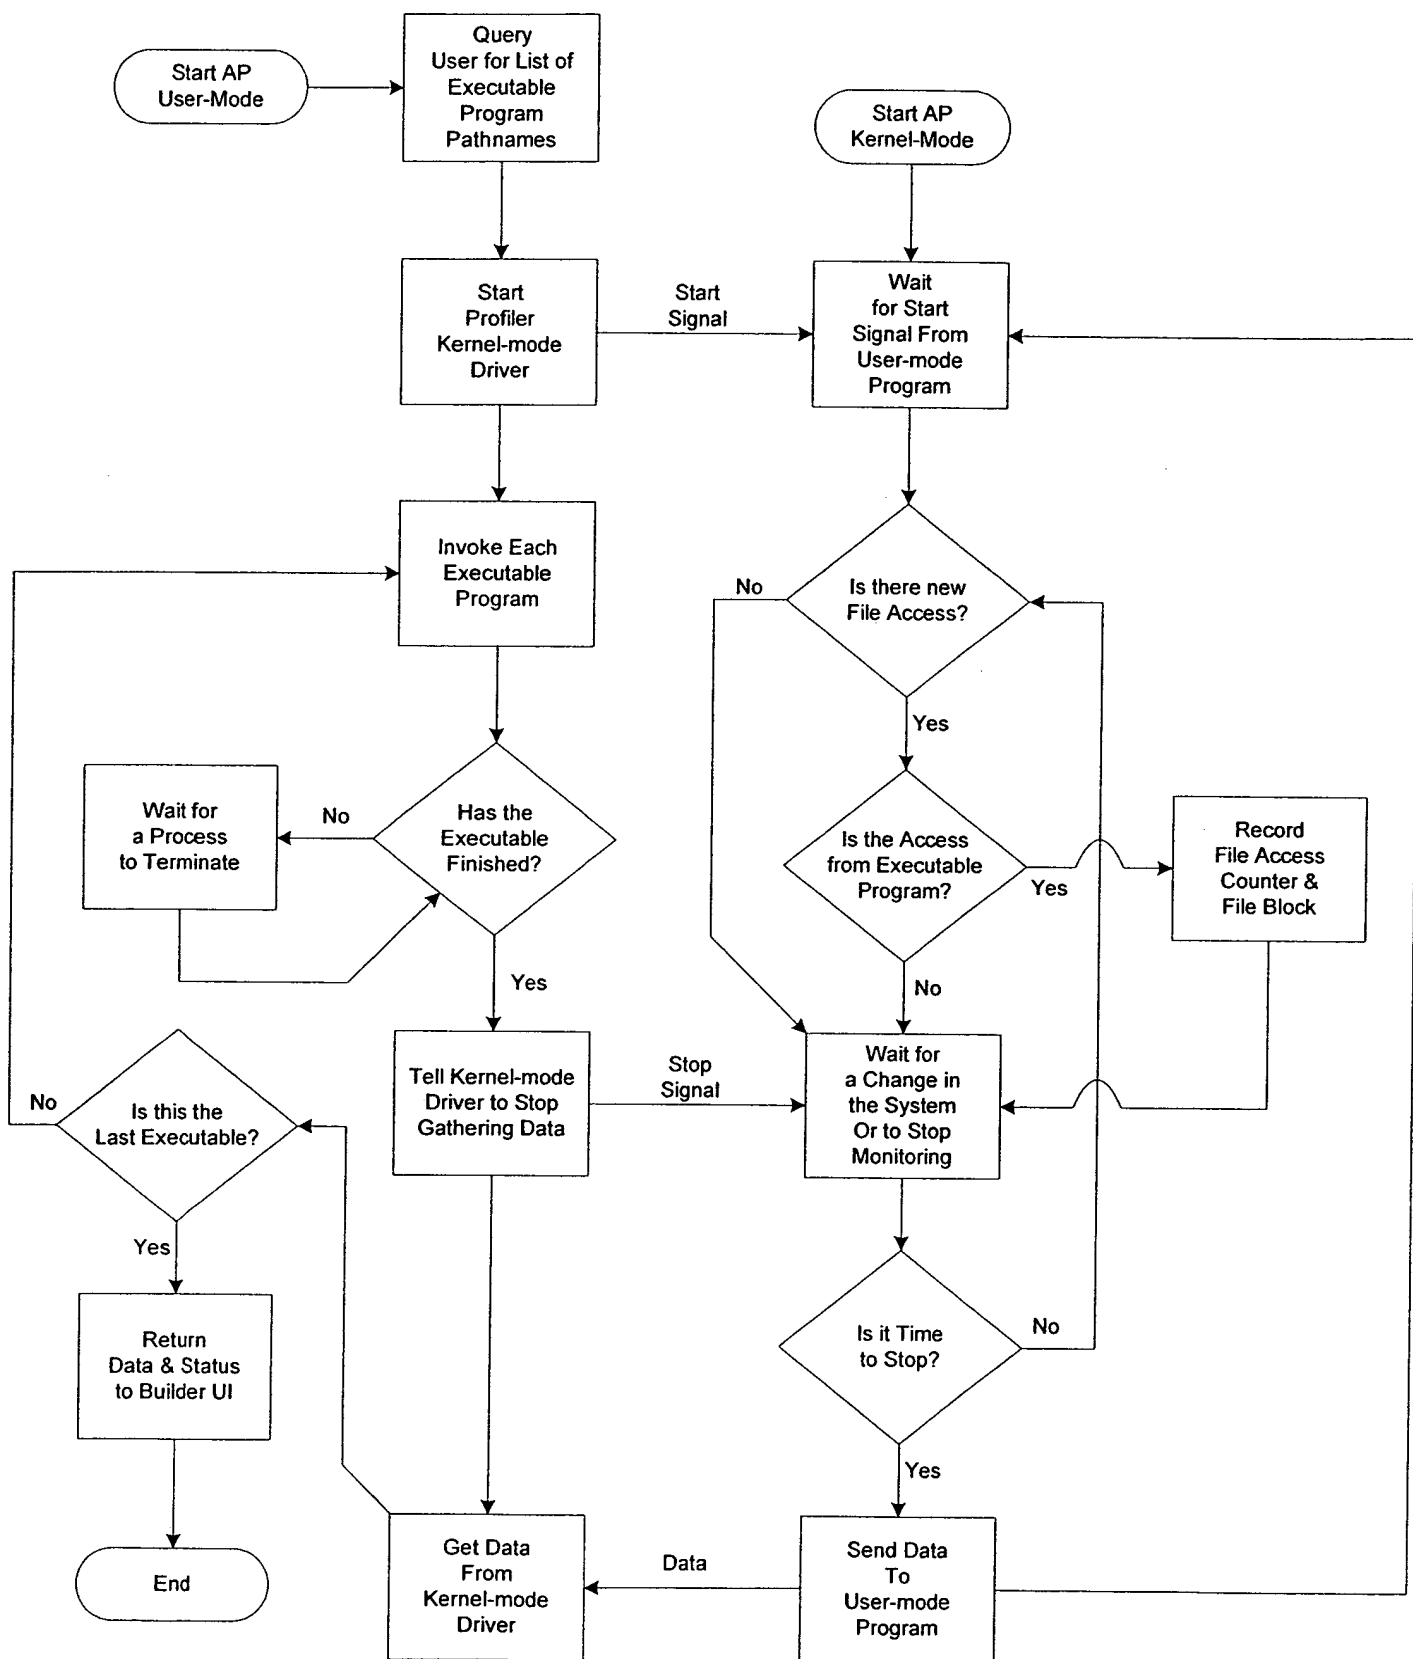 Query
User for List of
Executable
Program
Pathnames
Start AP
User-Mode
Start AP
Kernel-Mode
Start
Profiler
Kernel-mode
Driver
Start
Signal
Wait
for Start
Signal From
User-mode
Program
Invoke Each
Executable
Program
No
Is there new
File Access?
Yes
Wait for
a Process
to Terminate
No
Has the
Executable
Finished?
Yes
Is the Access
from Executable
Program?
Yes
No
Record
File Access
Counter &
File Block
No
Is this the
Last Executable?
Yes
Tell Kernel-mode
Driver to Stop
Gathering Data
Stop
Signal
Wait for
a Change in
the System
Or to Stop
Monitoring
Return
Data & Status
to Builder UI
Is it Time
to Stop?
No
Yes
End
Get Data
From
Kernel-mode
Driver
Data
Send Data
To
User-mode
Program